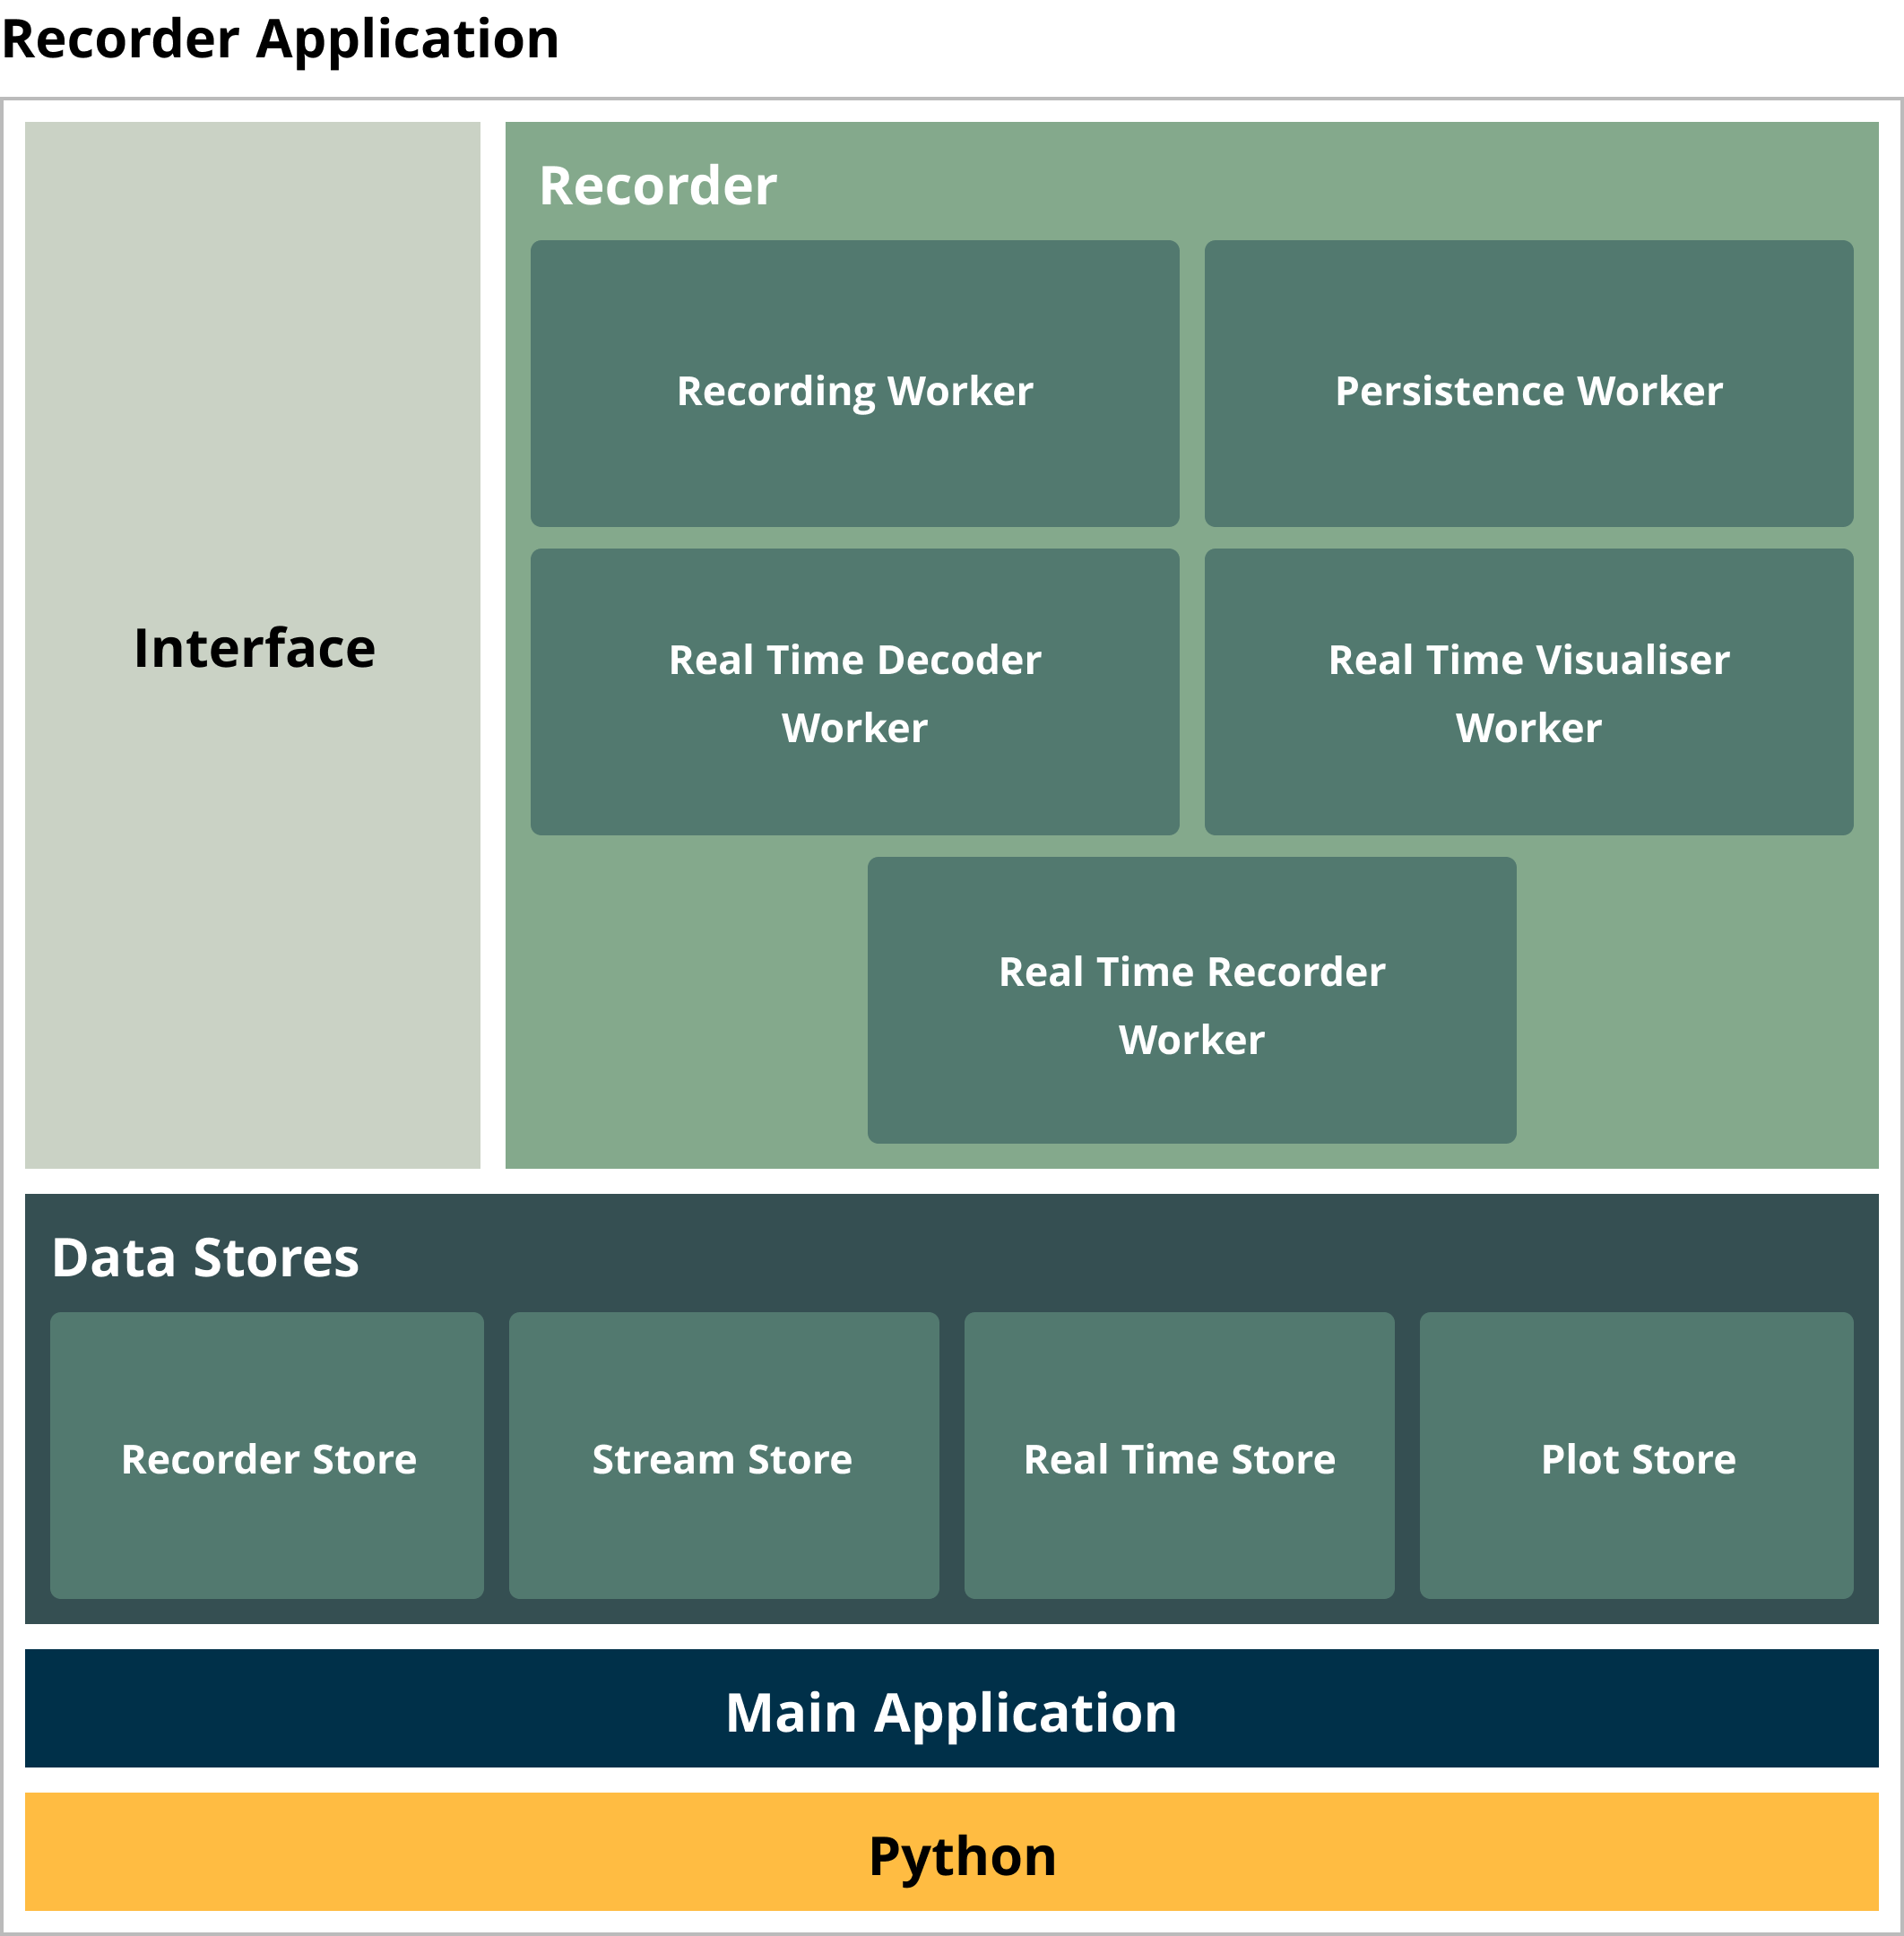 Recorder Application
Interface
Recorder
Recording Worker
Persistence Worker
Real Time Decoder
Worker
Real Time Visualiser
Worker
Real Time Recorder
Worker
Data Stores
Recorder Store
Stream Store
Real Time Store
Plot Store
Main Application
Python